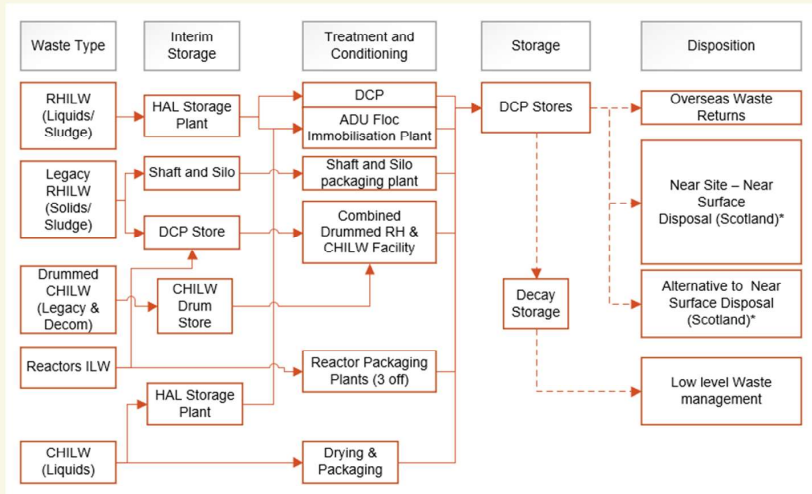 Waste Type
Interim
Storage
Treatment and
Conditioning
Storage
Disposition
RHILW
(Liquids/
Sludge)
HAL Storage
Plant
DCP
ADU Floc
Immobilisation Plant
DCP Stores
Overseas Waste
Returns
Legacy
RHILW
(Solids/
Sludge)
Shaft and Silo
Shaft and Silo
packaging plant
Near Site – Near
Surface
Disposal (Scotland)*
DCP Store
Combined
Drummed RH &
CHILW Facility
Drummed
CHILW
(Legacy &
Decom)
CHILW
Drum
Store
Decay
Storage
Alternative to Near
Surface Disposal
(Scotland)*
Reactors ILW
Reactor Packaging
Plants (3 off)
HAL Storage
Plant
Low level Waste
management
CHILW
(Liquids)
Drying &
Packaging